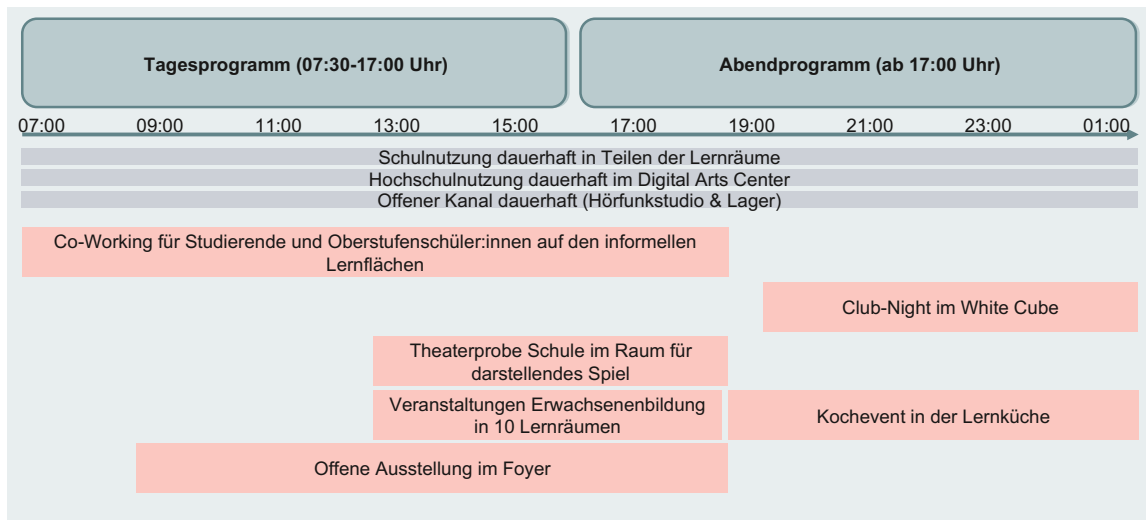 Tagesprogramm (07:30-17:00 Uhr)
Abendprogramm (ab 17:00 Uhr)
07:00 09:00 11:00 13:00 15:00 17:00 19:00 21:00 23:00 01:00
Schulnutzung dauerhaft in Teilen der Lernräume
Hochschulnutzung dauerhaft im Digital Arts Center
Offener Kanal dauerhaft (Hörfunkstudio & Lager)
Co-Working für Studierende und Oberstufenschüler:innen auf den informellen
Lernflächen
Club-Night im White Cube
Theaterprobe Schule im Raum für
darstellendes Spiel
Veranstaltungen Erwachsenenbildung
in 10 Lernräumen
Kochevent in der Lernküche
Offene Ausstellung im Foyer